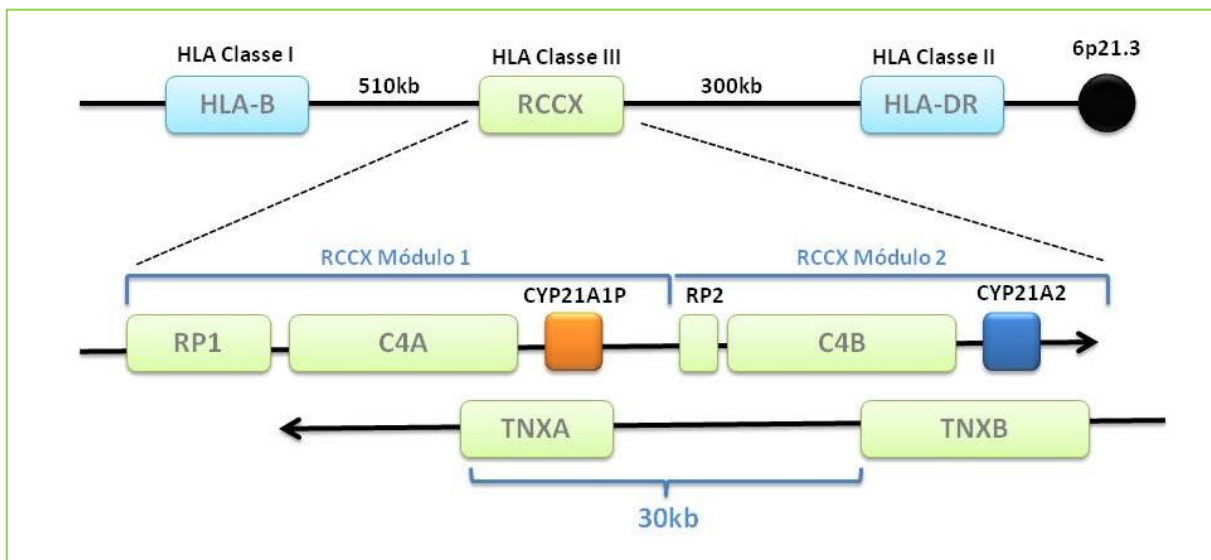 HLA Classe I
HLA Classe III
HLA Classe II
6p21.3
HLA-B
510kb
RCCX
300kb
HLA-DR
RCCX Módulo 1
RCCX Módulo 2
CYP21A1P
RP2
CYP21A2
RP1
C4A
C4B
TNXA
TNXB
30kb